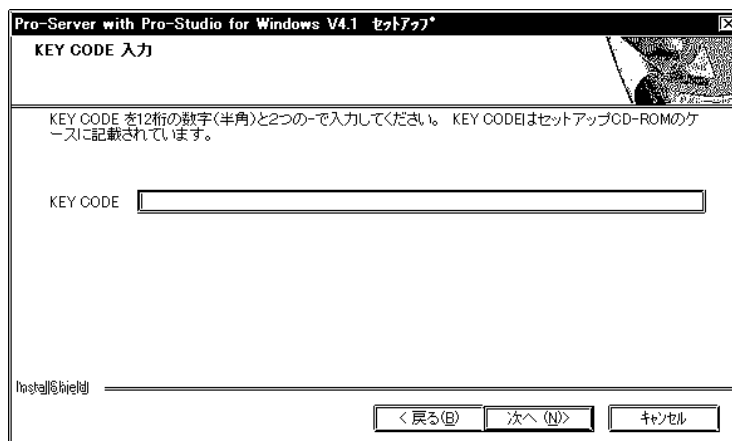 Pro-Server with Pro-Studio for Windows V4.1 ｾｯﾄｱｯﾌﾟ
KEY CODE 入力
KEY CODE を12桁の数字(半角)と2つの-で入力してください。 KEY CODEはセットアップCD-ROMのケ
ースに記載されています。
KEY CODE
InstallShield
< 戻る(B)
次へ (N)>
ｷｬﾝｾﾙ